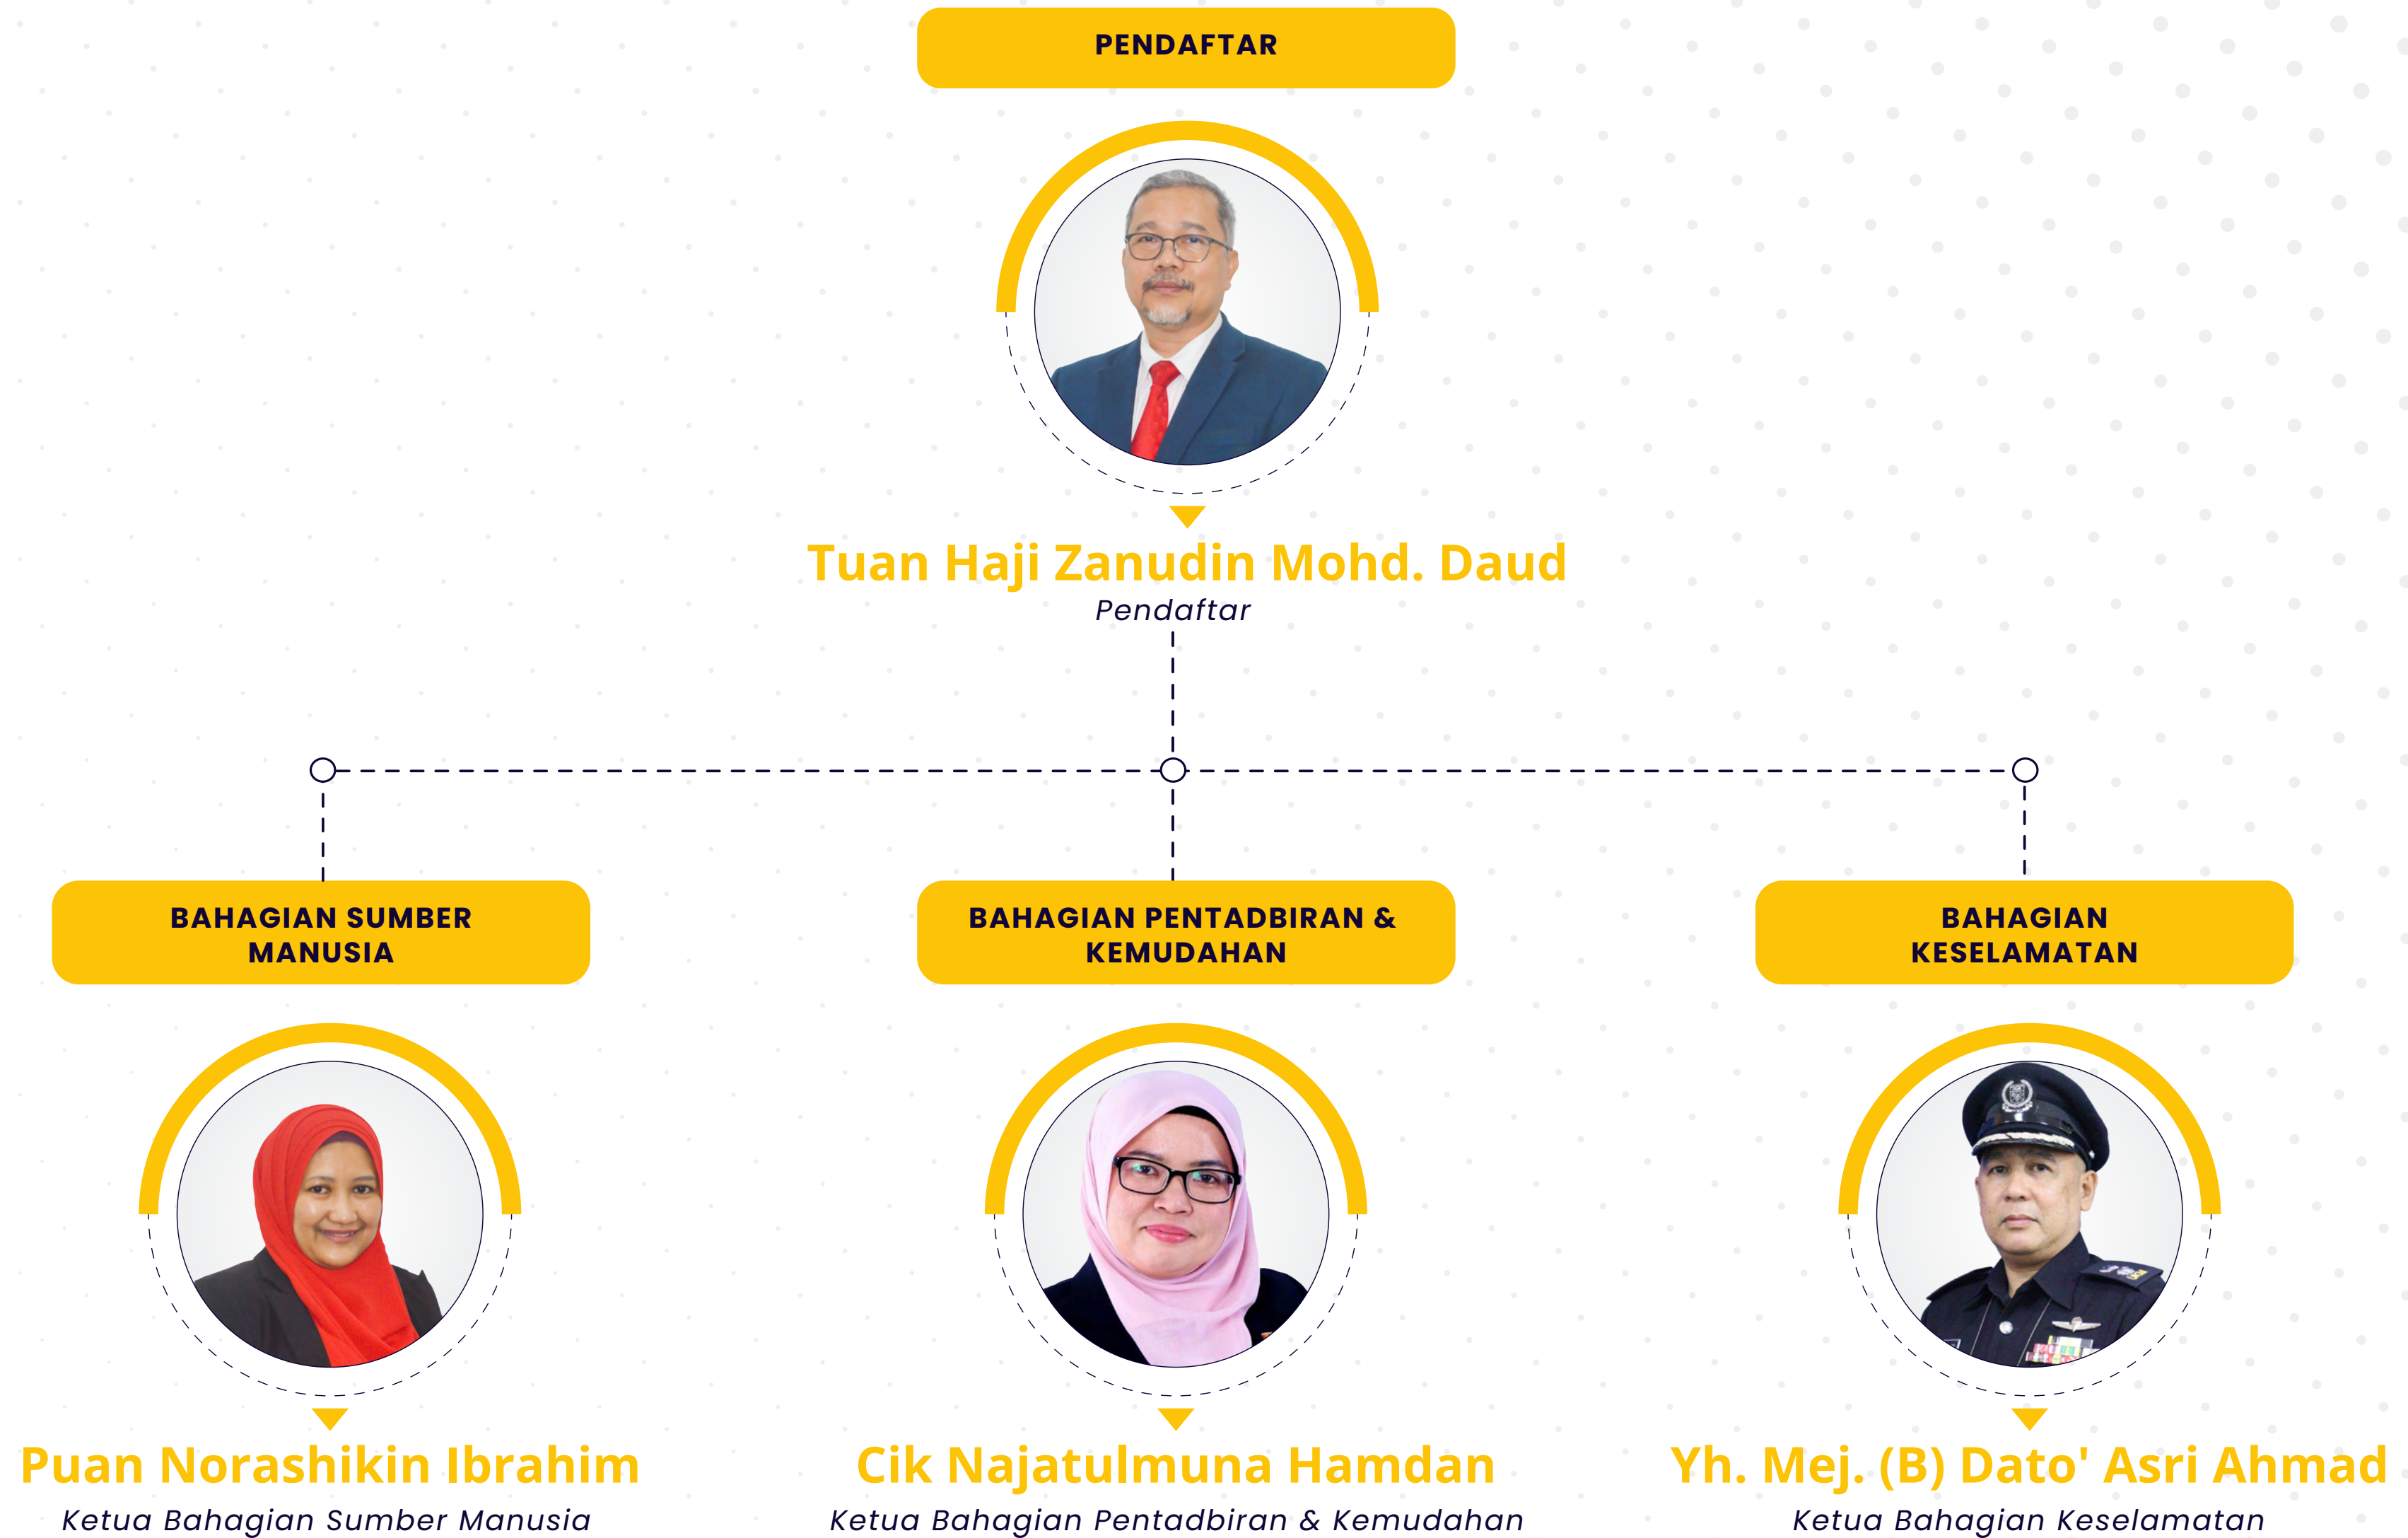 PENDAFTAR
Tuan Haji Zanudin Mohd. Daud
Pendaftar
BAHAGIAN SUMBER
MANUSIA
Puan Norashikin Ibrahim
Ketua Bahagian Sumber Manusia
BAHAGIAN PENTADBIRAN &
KEMUDAHAN
Cik Najatulmuna Hamdan
Ketua Bahagian Pentadbiran & Kemudahan
BAHAGIAN
KESELAMATAN
Yh. Mej. (B) Dato' Asri Ahmad
Ketua Bahagian Keselamatan